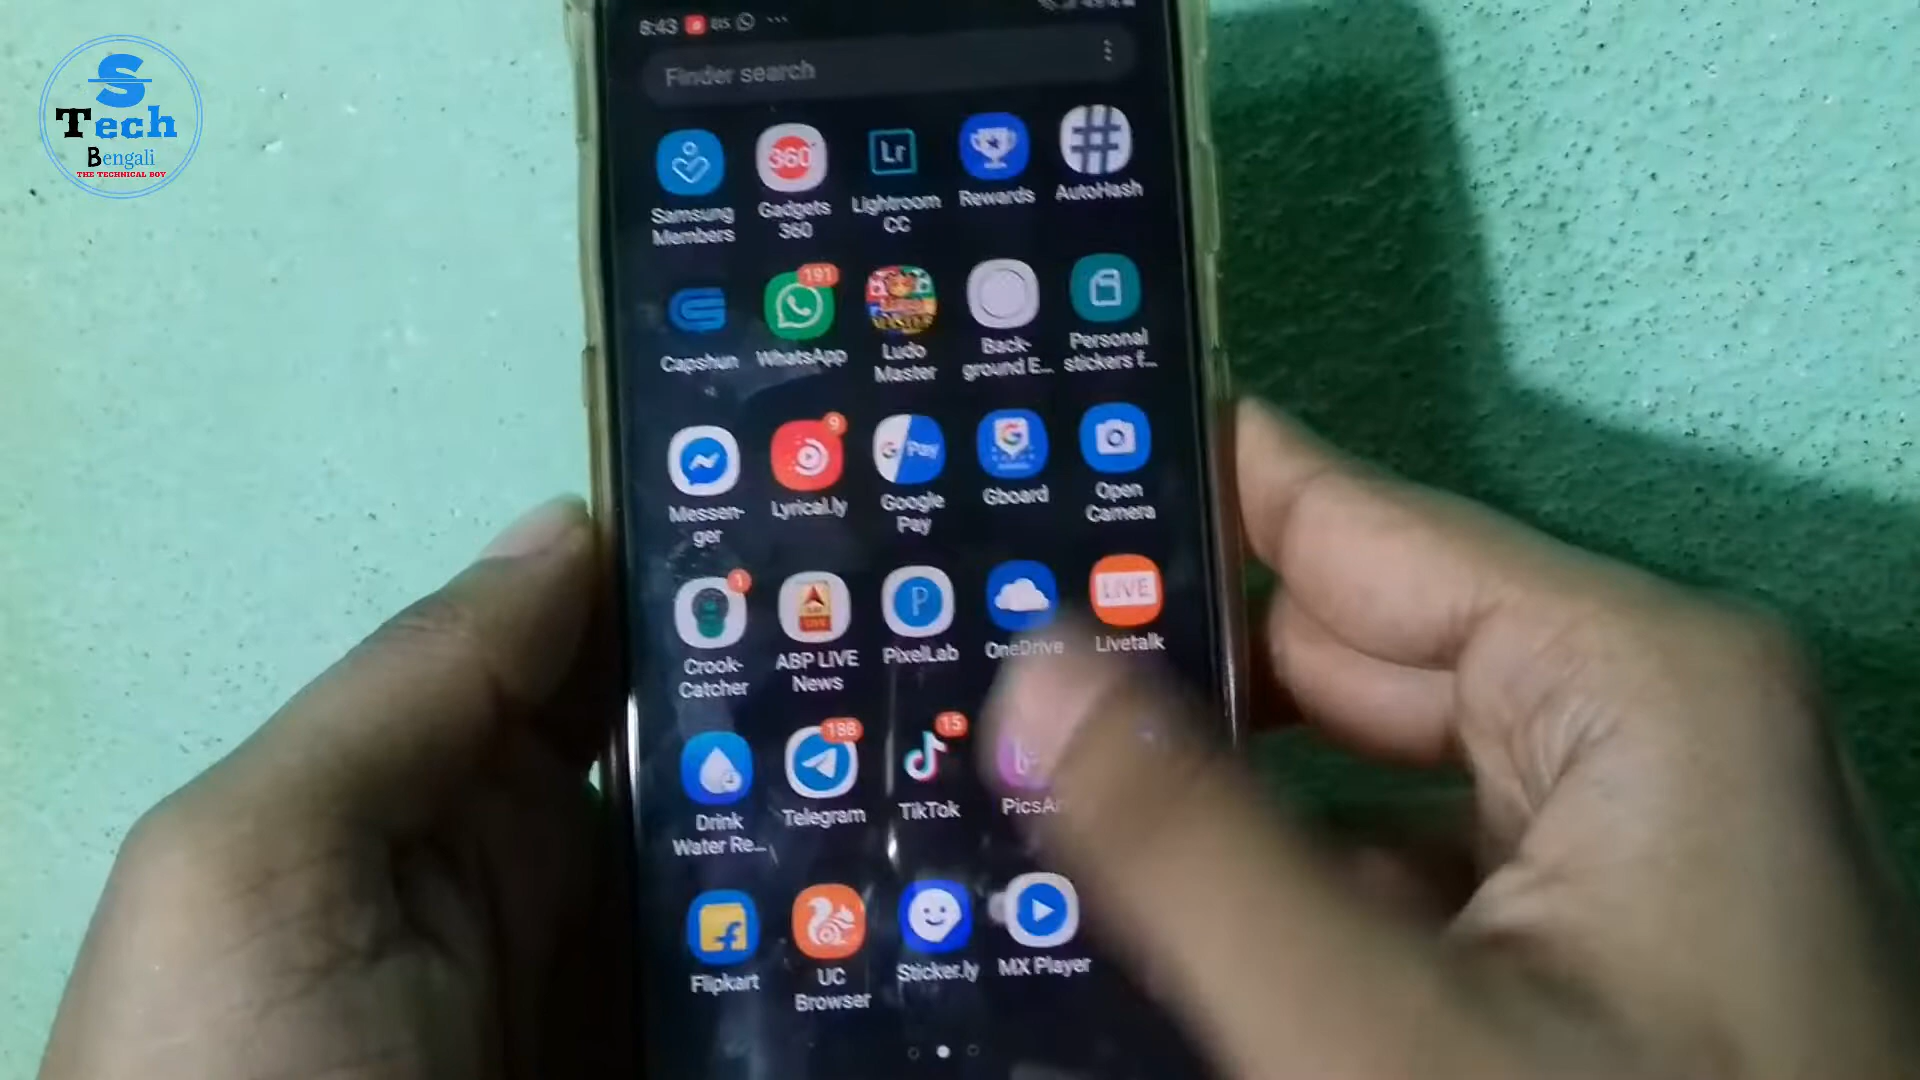 S
Tech
Bengali
THE TECHNICAL BOY
8:43
Finder search
Samsung
Members
360
Gadgets
360
Lr
Lightroom
CC
Rewards
#
AutoHash
Capshun
191
WhatsApp
Ludo
Master
Back-
ground E...
Personal
stickers f...
Messen-
ger
9
Lyrical.ly
G Pay
Google
Pay
G
Gboard
Open
Camera
1
Crook-
Catcher
LIVE
ABP LIVE
News
P
PixelLab
OneDrive
LIVE
Livetalk
Drink
Water Re...
188
Telegram
15
TikTok
PicsAr
f
Flipkart
UC
Browser
Sticker.ly
MX Player